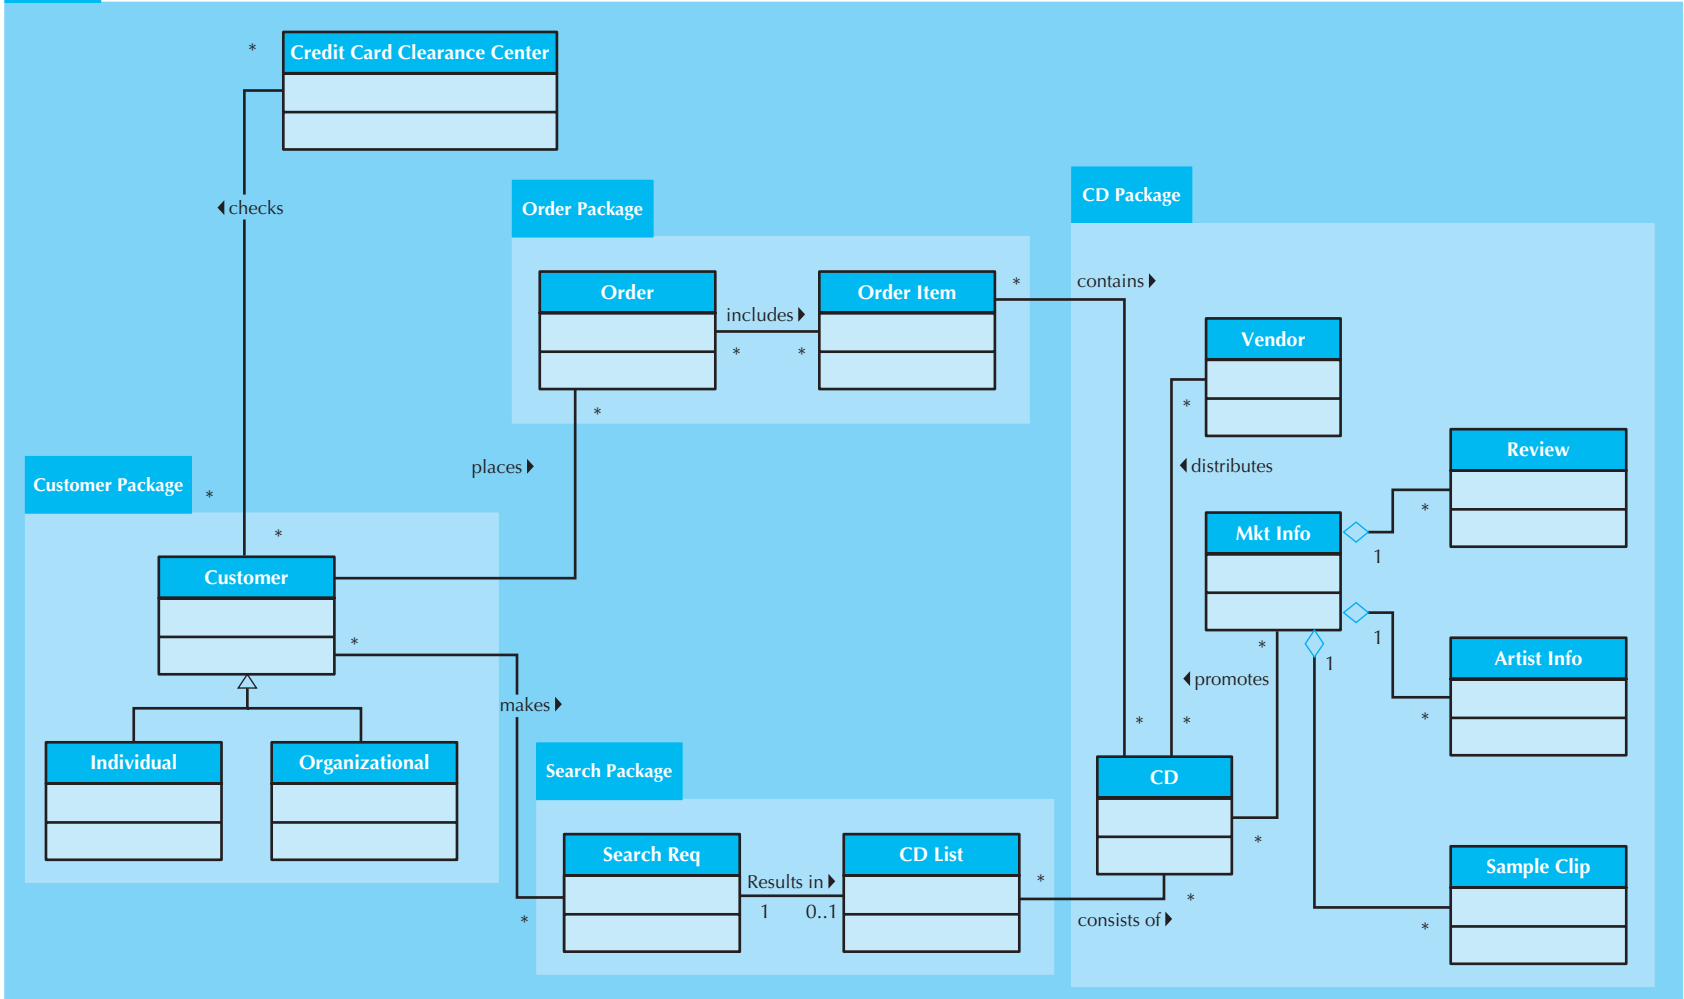 *
Credit Card Clearance Center
checks
Order Package
CD Package
Order
includes
*
*
Order Item
*
contains
*
places
Vendor
*
distributes
Review
*
Mkt Info
1
1
1
*
promotes
Artist Info
*
Customer Package
*
*
Customer
*
makes
Individual
Organizational
Search Package
*
*
CD
*
*
Search Req
Results in
1
0..1
CD List
*
*
consists of
Sample Clip
*